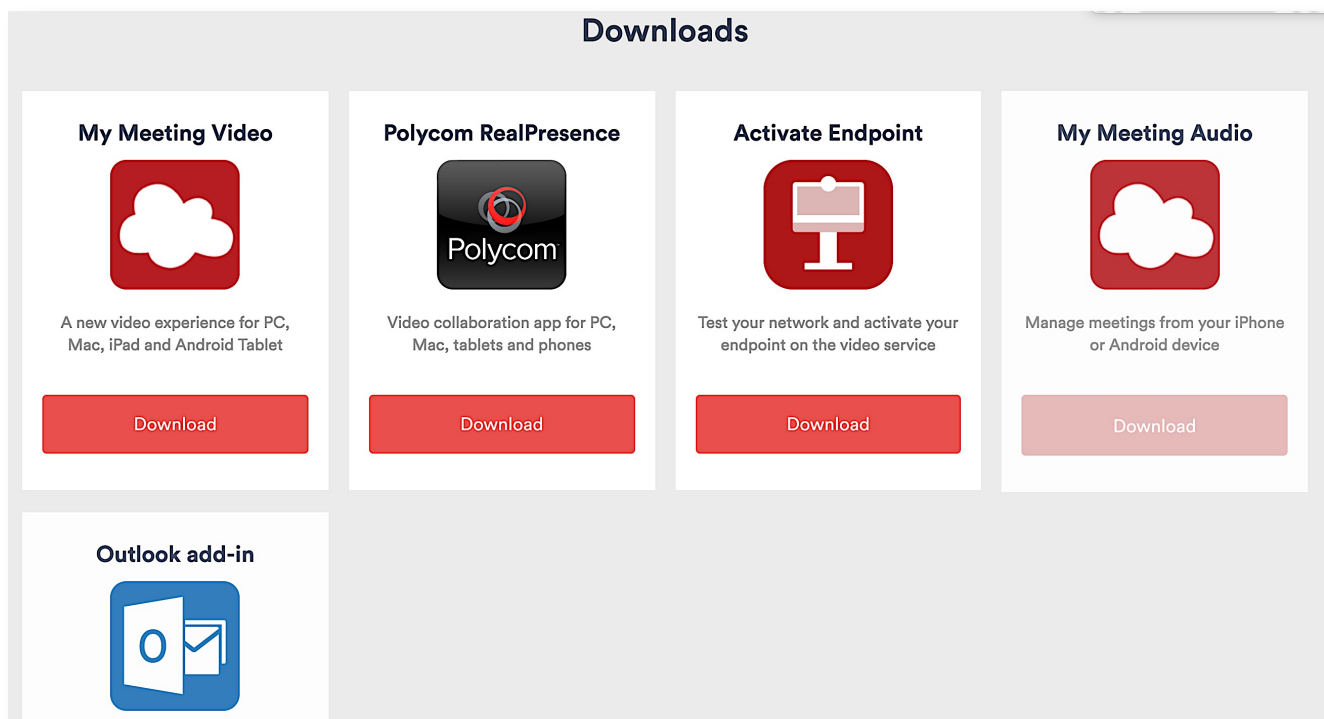 Downloads
My Meeting Video
A new video experience for PC,
Mac, iPad and Android Tablet
Download
Polycom RealPresence
Polycom
Video collaboration app for PC,
Mac, tablets and phones
Download
Activate Endpoint
Test your network and activate your
endpoint on the video service
Download
My Meeting Audio
Manage meetings from your iPhone
or Android device
Download
Outlook add-in
O